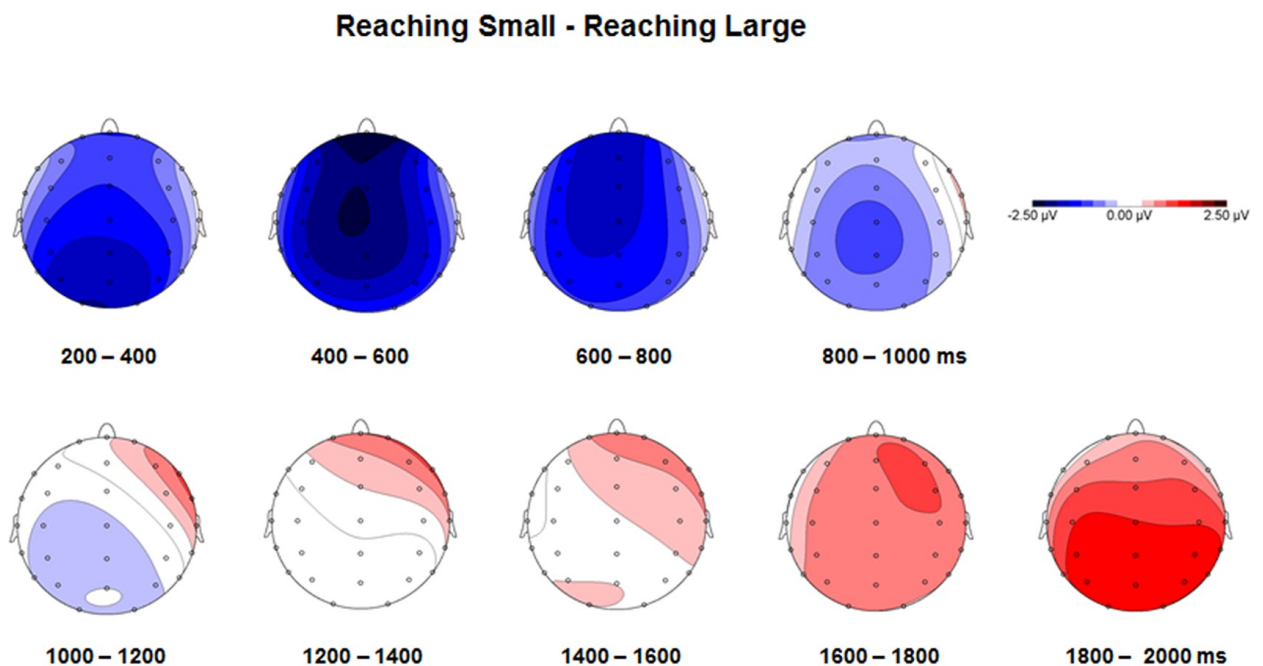 Reaching Small - Reaching Large
-2.50 µV 0.00 µV 2.50 µV
200 – 400 400 – 600 600 – 800 800 – 1000 ms
1000 – 1200 1200 – 1400 1400 – 1600 1600 – 1800 1800 – 2000 ms